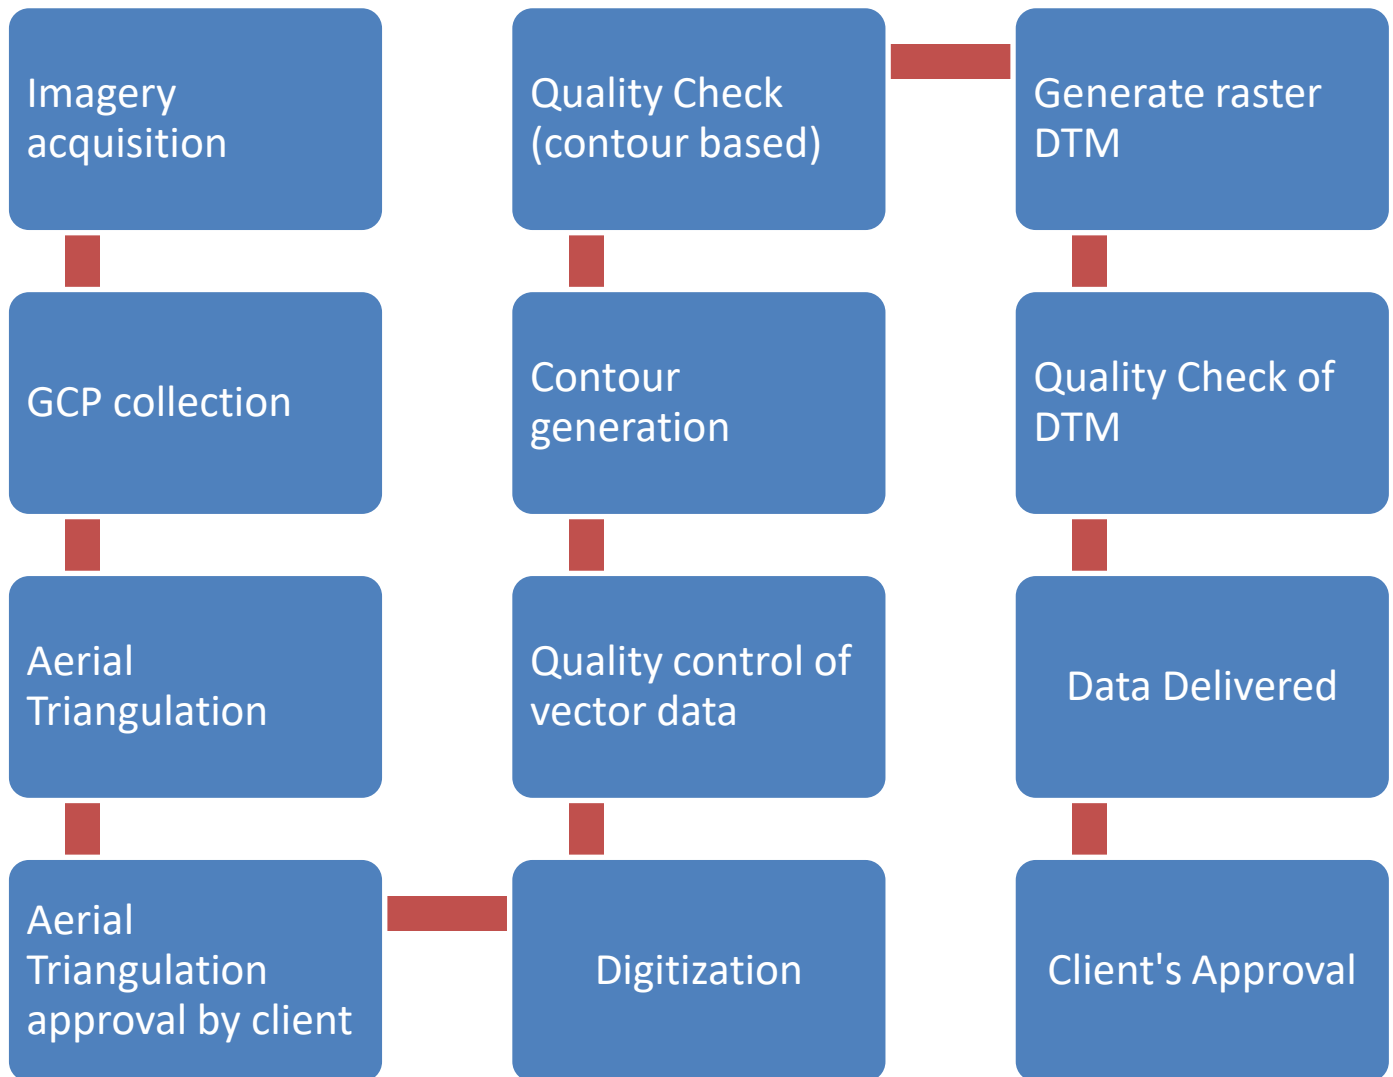 Imagery
acquisition
GCP collection
Aerial
Triangulation
Aerial
Triangulation
approval by client
Digitization
Quality control of
vector data
Contour
generation
Quality Check
(contour based)
Generate raster
DTM
Quality Check of
DTM
Data Delivered
Client's Approval